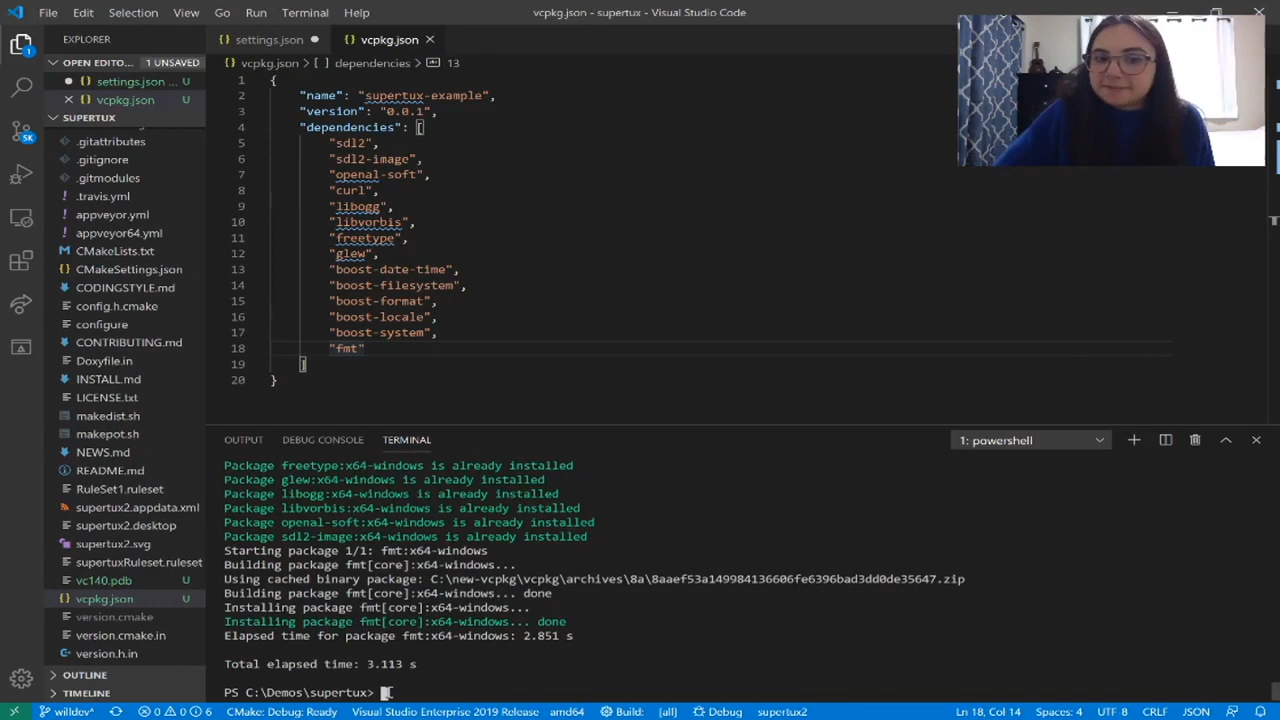 File Edit Selection View Go Run Terminal Help vcpkg.json - supertux - Visual Studio Code
EXPLORER
settings.json
vcpkg.json
OPEN EDITO... 1 UNSAVED
settings.json ... U
vcpkg.json U
SUPERTUX
.gitattributes
.gitignore
.gitmodules
.travis.yml
appveyor.yml
appveyor64.yml
CMakeLists.txt
CMakeSettings.json
CODINGSTYLE.md
config.h.cmake
configure
CONTRIBUTING.md
Doxyfile.in
INSTALL.md
LICENSE.txt
makedist.sh
makepot.sh
NEWS.md
README.md
RuleSet1.ruleset
supertux2.appdata.xml
supertux2.desktop
supertux2.svg
supertuxRuleset.ruleset
vc140.pdb U
vcpkg.json U
version.cmake
version.cmake.in
version.h.in
OUTLINE
TIMELINE
1
5K
vcpkg.json > [ ] dependencies > 13
1 {
2 "name": "supertux-example",
3 "version": "0.0.1",
4 "dependencies": [
5 "sdl2",
6 "sdl2-image",
7 "openal-soft",
8 "curl",
9 "libogg",
10 "libvorbis",
11 "freetype",
12 "glew",
13 "boost-date-time",
14 "boost-filesystem",
15 "boost-format",
16 "boost-locale",
17 "boost-system",
18 "fmt"
19 ]
20 }
OUTPUT DEBUG CONSOLE TERMINAL 1: powershell
Package freetype:x64-windows is already installed
Package glew:x64-windows is already installed
Package libogg:x64-windows is already installed
Package libvorbis:x64-windows is already installed
Package openal-soft:x64-windows is already installed
Package sdl2-image:x64-windows is already installed
Starting package 1/1: fmt:x64-windows
Building package fmt[core]:x64-windows...
Using cached binary package: C:\new-vcpkg\vcpkg\archives\8a\8aaef53a149984136606fe6396bad3dd0de35647.zip
Building package fmt[core]:x64-windows... done
Installing package fmt[core]:x64-windows...
Installing package fmt[core]:x64-windows... done
Elapsed time for package fmt:x64-windows: 2.851 s
Total elapsed time: 3.113 s
PS C:\Demos\supertux>
willdev* 0 0 6 CMake: Debug: Ready Visual Studio Enterprise 2019 Release amd64 Build: [all] Debug supertux2 Ln 18, Col 14 Spaces: 4 UTF-8 CRLF JSON